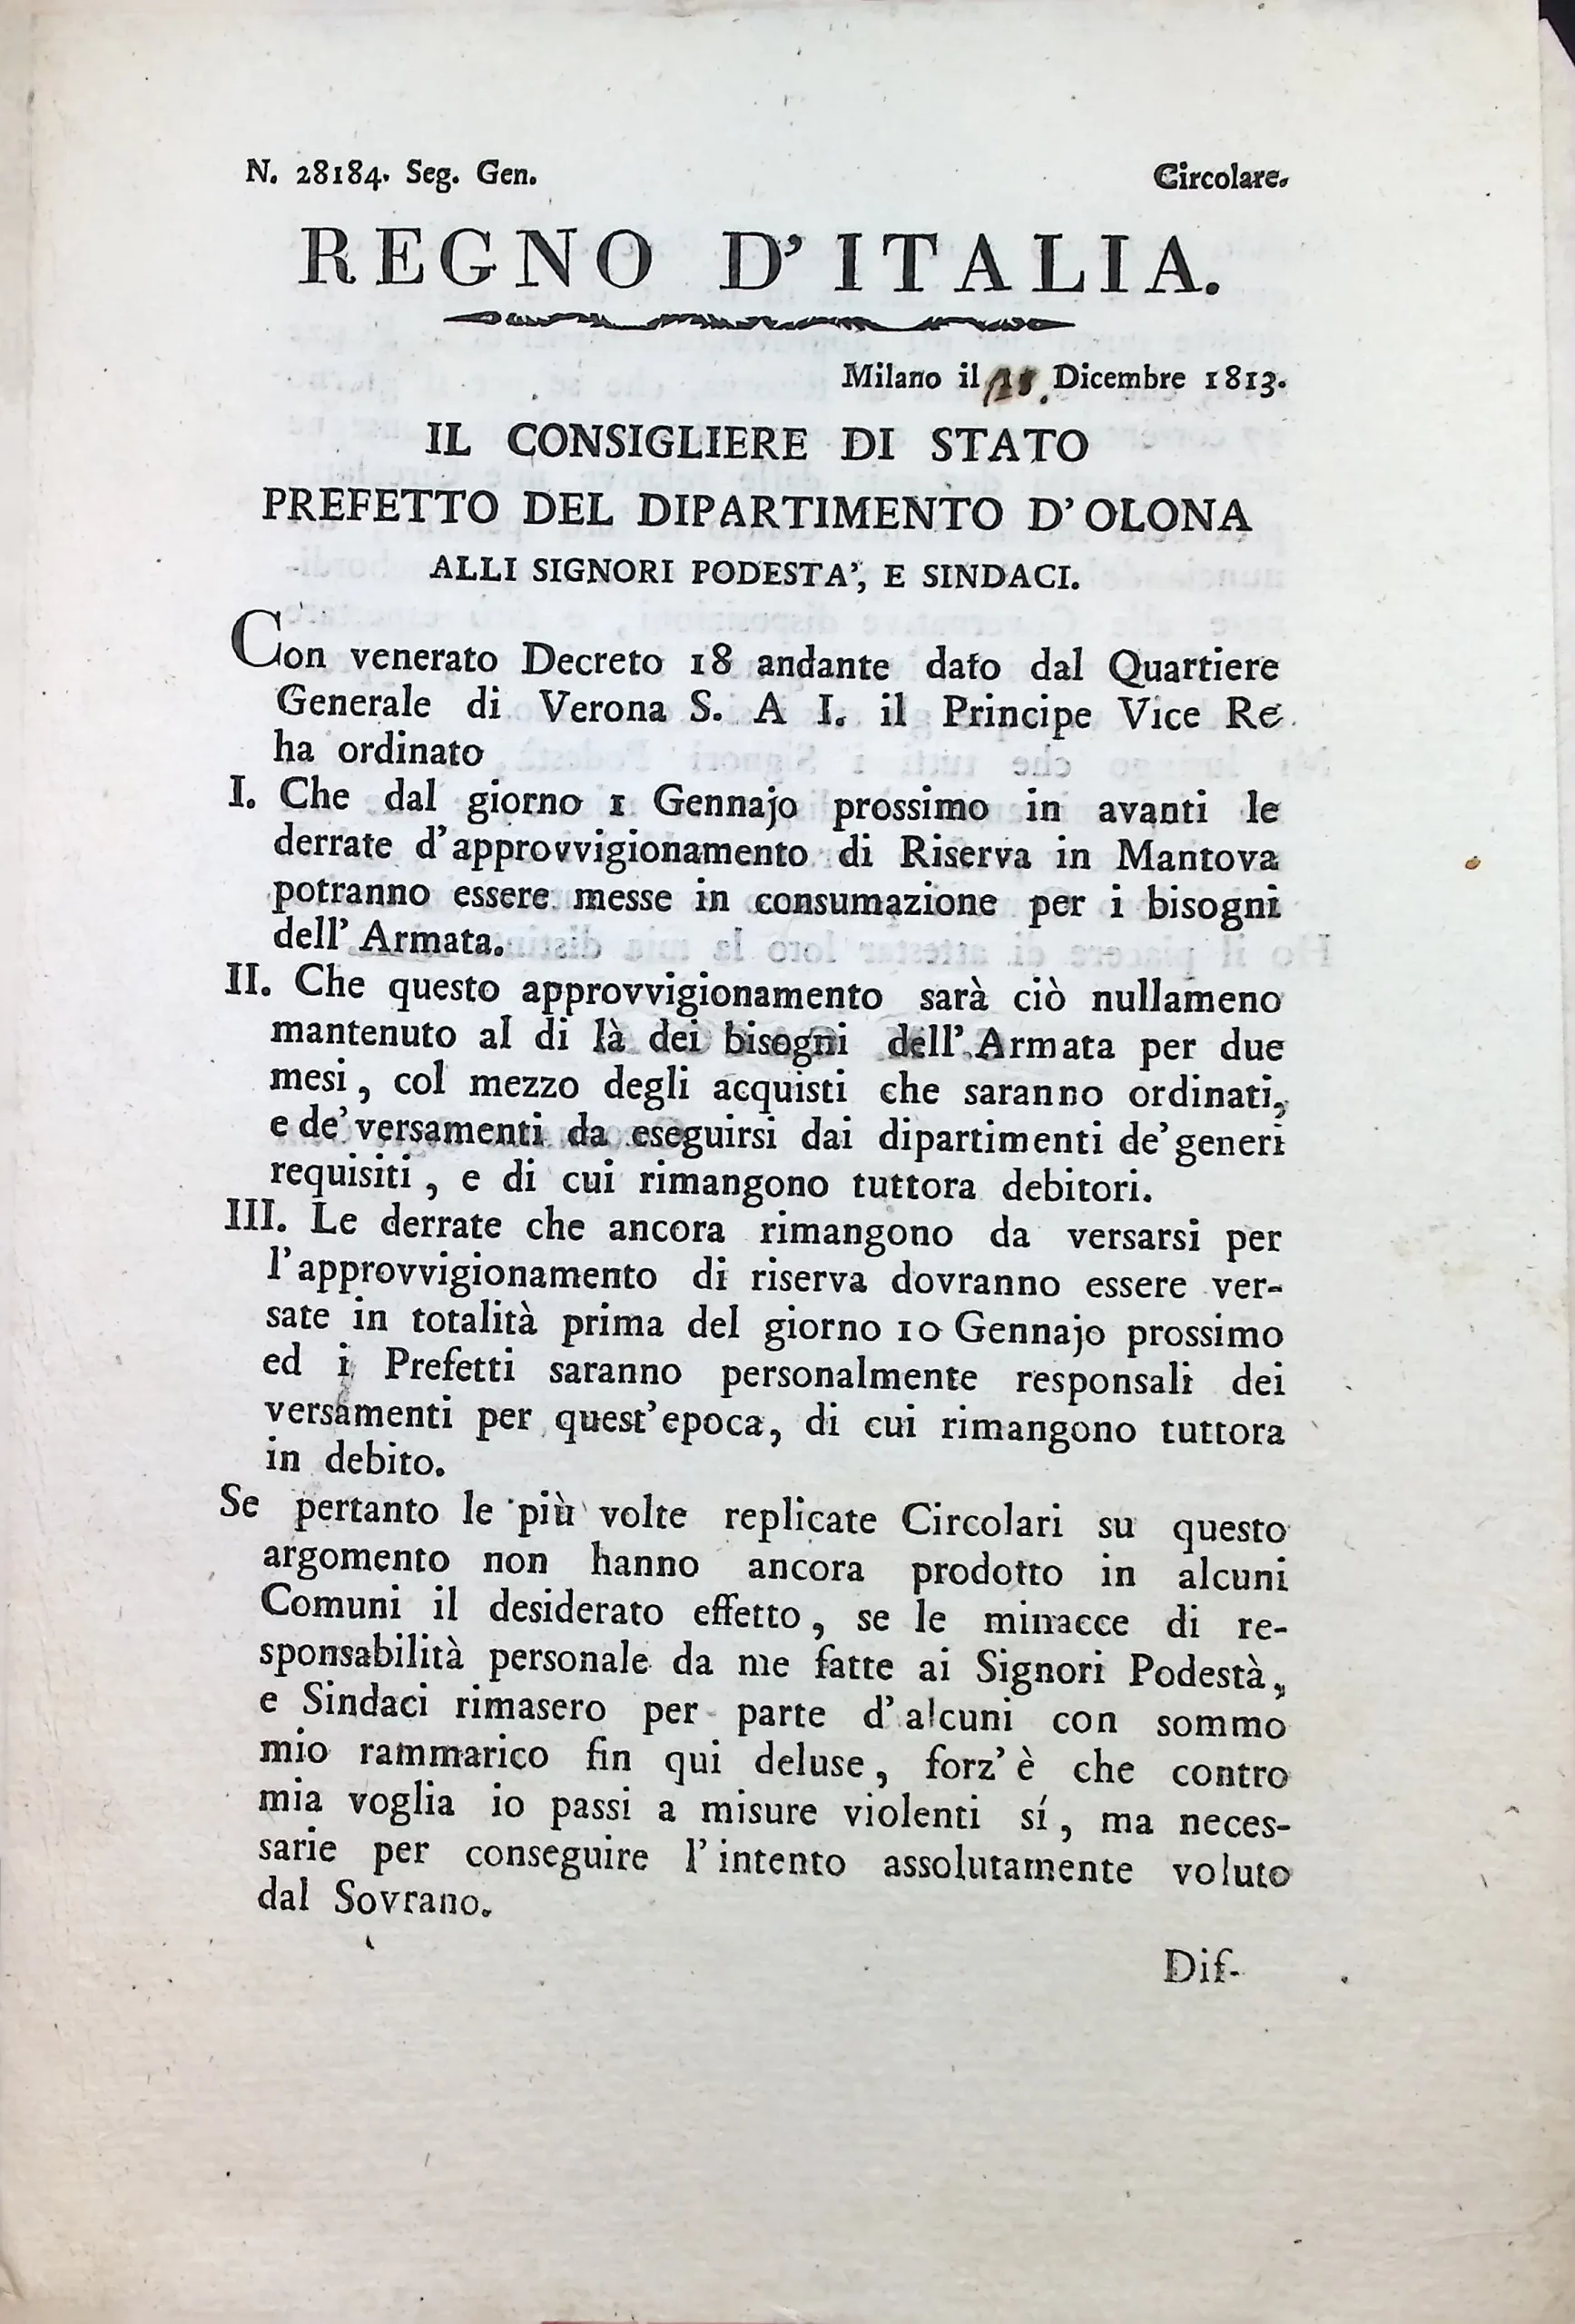 N. 28184. Seg. Gen. Circolare.
REGNO D'ITALIA.
Milano il Dicembre 1813.
IL CONSIGLIERE DI STATO
PREFETTO DEL DIPARTIMENTO D'OLONA
ALLI SIGNORI PODESTA', E SINDACI.
Con venerato Decreto 18 andante dato dal Quartiere
Generale di Verona S. A I. il Principe Vice Re
ha ordinato
I. Che dal giorno 1 Gennajo prossimo in avanti le
derrate d'approvvigionamento di Riserva in Mantova
potranno essere messe in consumazione per i bisogni
dell'Armata.
II. Che questo approvvigionamento sarà ciò nullameno
mantenuto al di là dei bisogni dell'Armata per due
mesi, col mezzo degli acquisti che saranno ordinati,
e de' versamenti da eseguirsi dai dipartimenti de' generi
requisiti, e di cui rimangono tuttora debitori.
III. Le derrate che ancora rimangono da versarsi per
l'approvvigionamento di riserva dovranno essere ver-
sate in totalità prima del giorno 10 Gennajo prossimo
ed i Prefetti saranno personalmente responsali dei
versamenti per quest'epoca, di cui rimangono tuttora
in debito.
Se pertanto le più volte replicate Circolari su questo
argomento non hanno ancora prodotto in alcuni
Comuni il desiderato effetto, se le minacce di re-
sponsabilità personale da me fatte ai Signori Podestà,
e Sindaci rimasero per parte d'alcuni con sommo
mio rammarico fin qui deluse, forz'è che contro
mia voglia io passi a misure violenti sí, ma neces-
sarie per conseguire l'intento assolutamente voluto
dal Sovrano.
Dif-